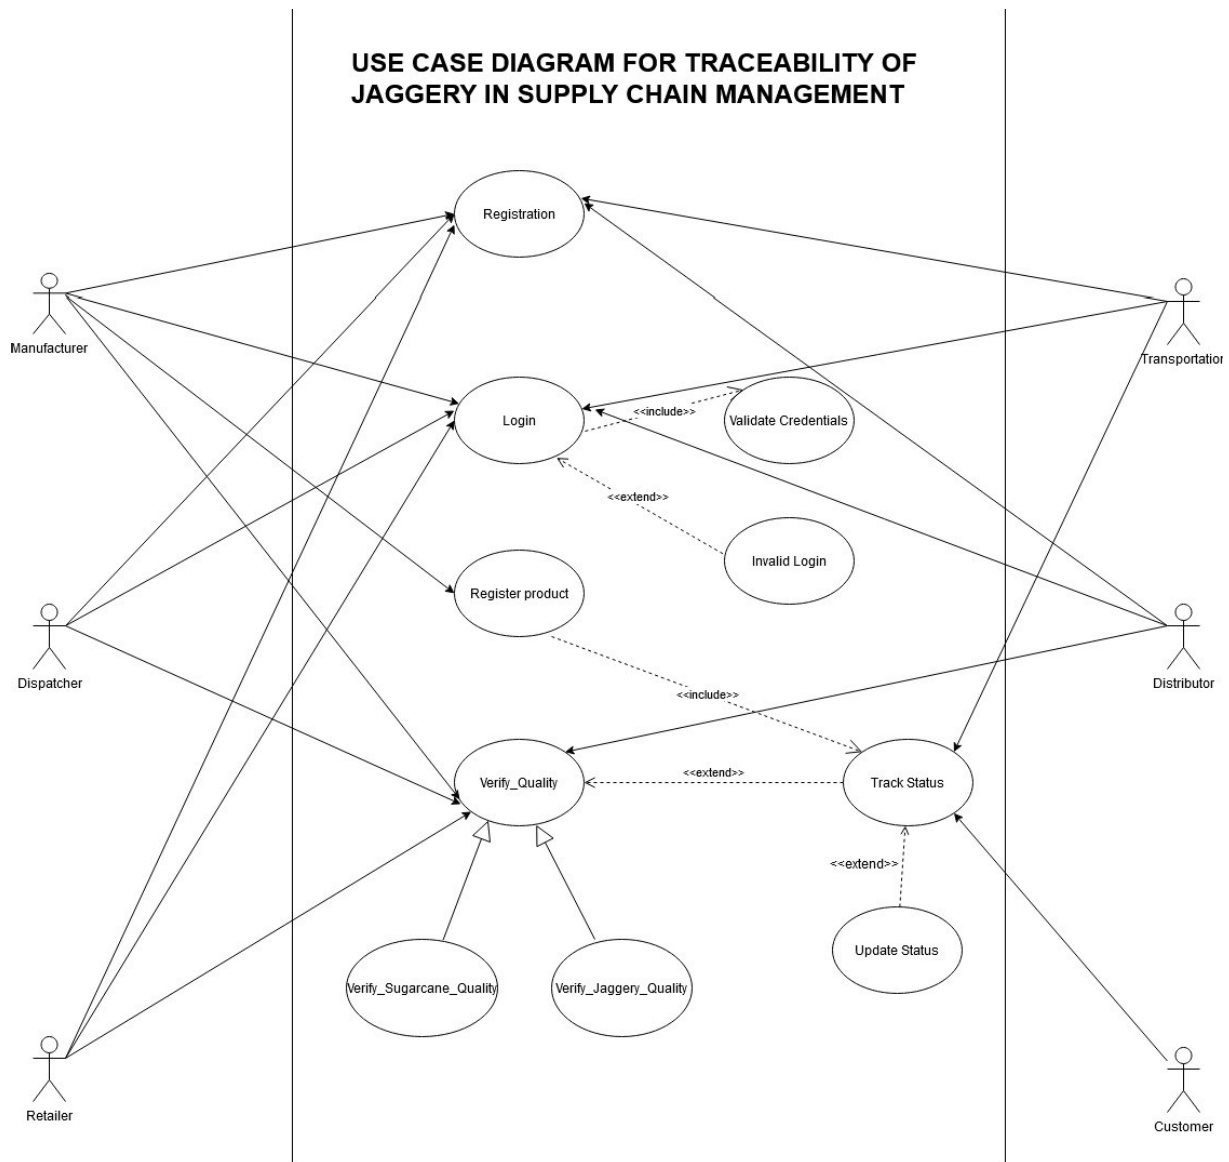 USE CASE DIAGRAM FOR TRACEABILITY OF
JAGGERY IN SUPPLY CHAIN MANAGEMENT
Registration
Manufacturer
Transportation
Login
<<include>>
Validate Credentials
<<extend>>
Invalid Login
Register product
Dispatcher
Distributor
<<include>>
Verify_Quality
<<extend>>
Track Status
<<extend>>
Update Status
Verify_Sugarcane_Quality
Verify_Jaggery_Quality
Retailer
Customer